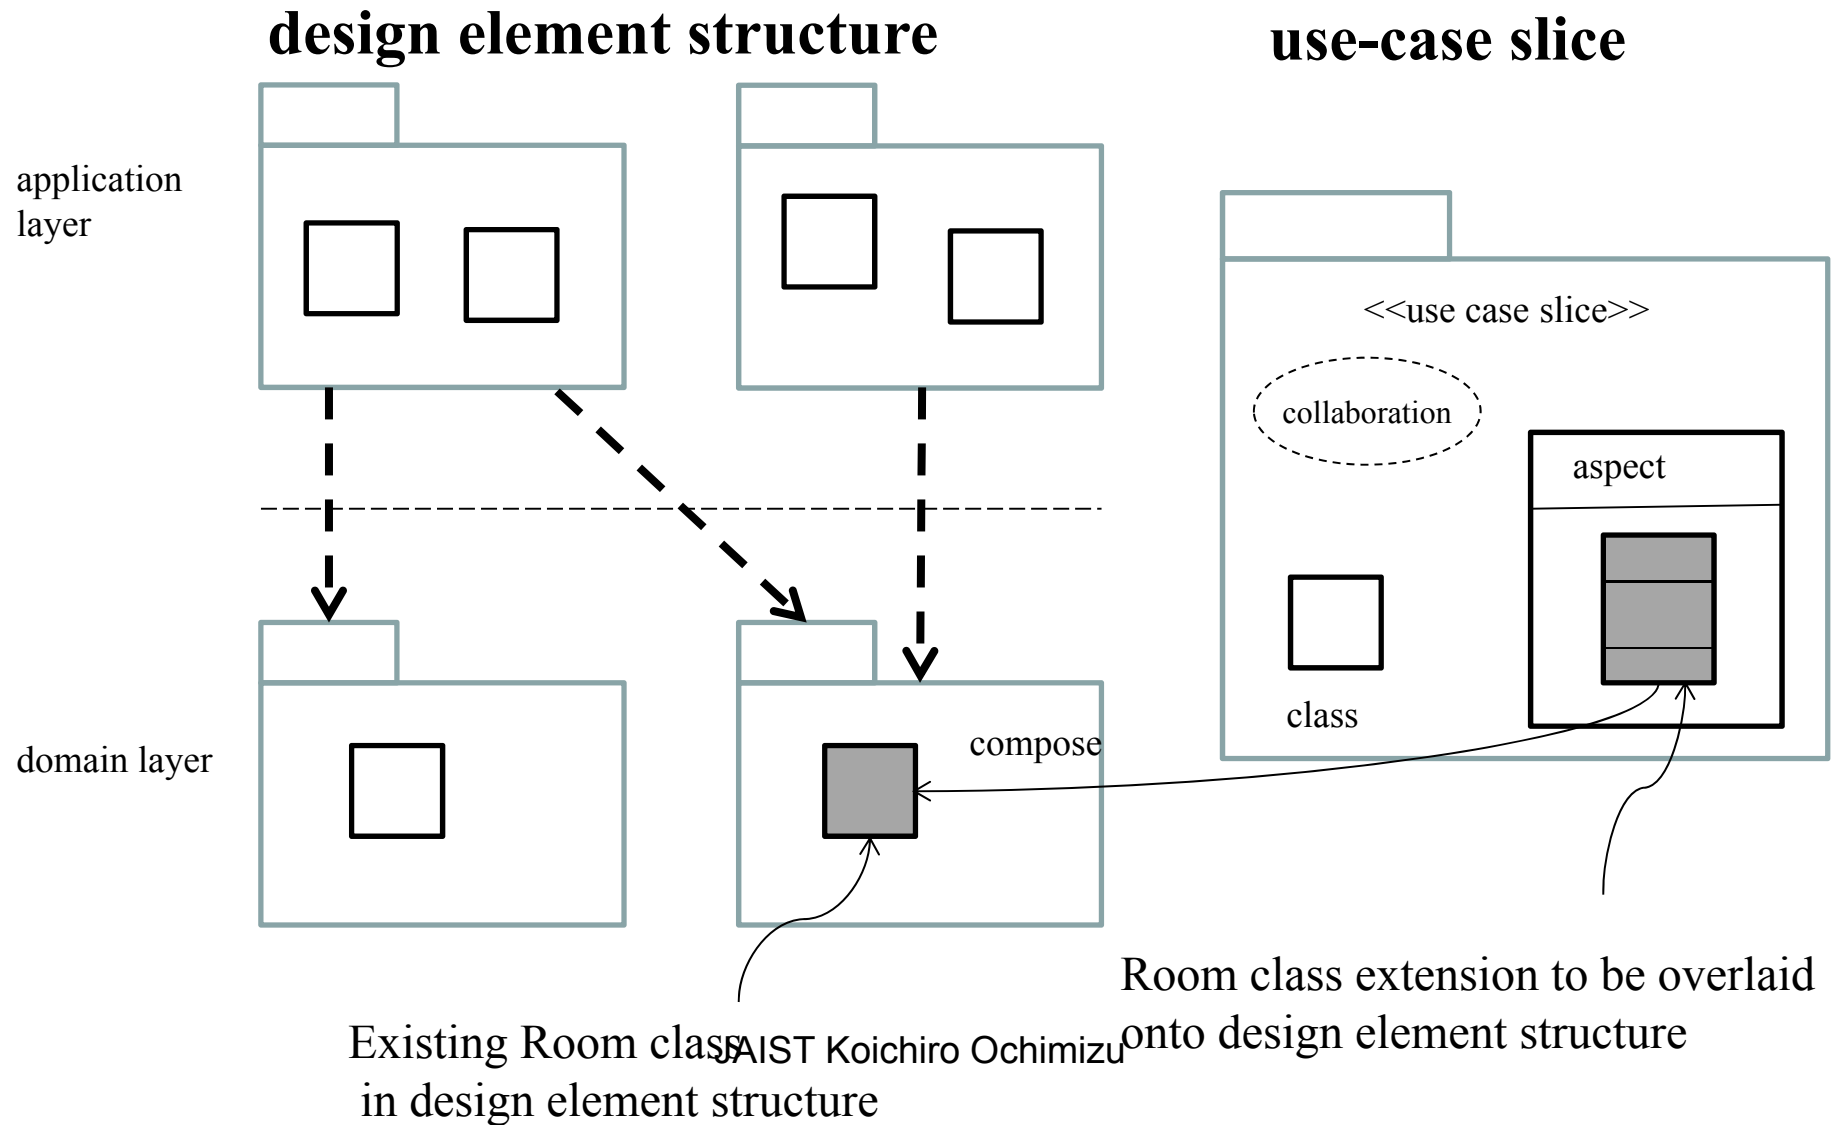 design element structure
use-case slice
application
layer
<<use case slice>>
collaboration
aspect
class
compose
domain layer
Room class extension to be overlaid
onto design element structure
Existing Room class
in design element structure
JAIST Koichiro Ochimizu